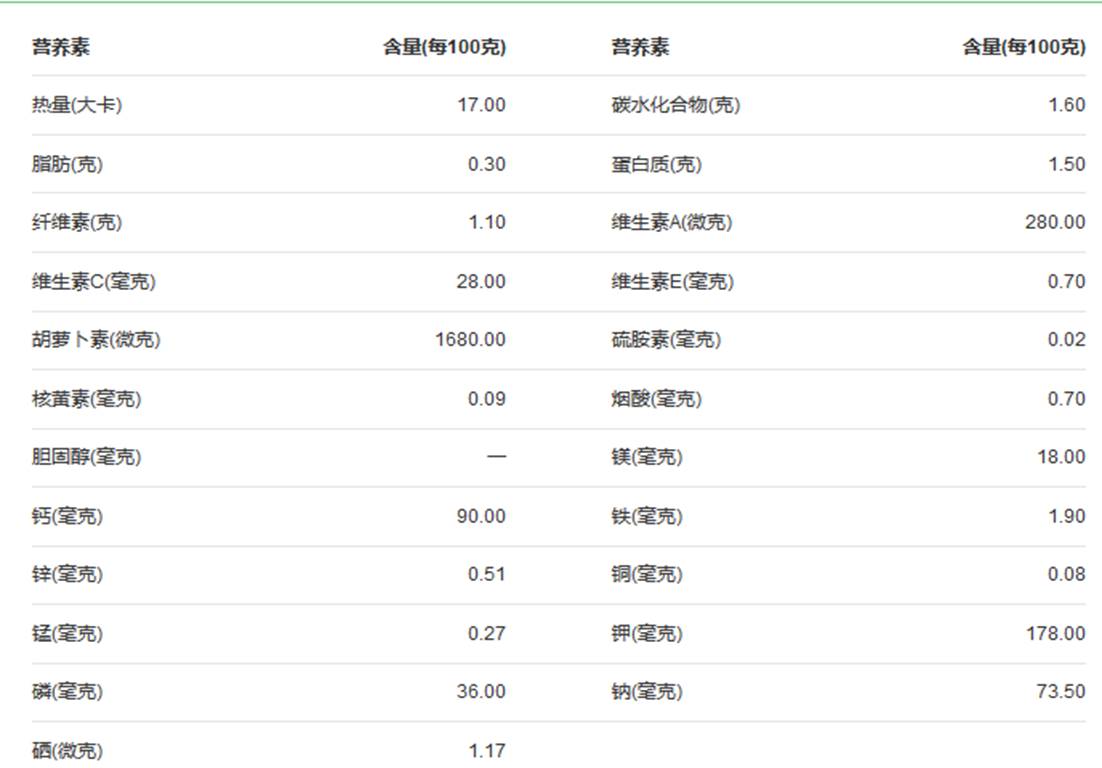 营养素 含量(每100克) 营养素 含量(每100克)
热量(大卡) 17.00 碳水化合物(克) 1.60
脂肪(克) 0.30 蛋白质(克) 1.50
纤维素(克) 1.10 维生素A(微克) 280.00
维生素C(毫克) 28.00 维生素E(毫克) 0.70
胡萝卜素(微克) 1680.00 硫胺素(毫克) 0.02
核黄素(毫克) 0.09 烟酸(毫克) 0.70
胆固醇(毫克) — 镁(毫克) 18.00
钙(毫克) 90.00 铁(毫克) 1.90
锌(毫克) 0.51 铜(毫克) 0.08
锰(毫克) 0.27 钾(毫克) 178.00
磷(毫克) 36.00 钠(毫克) 73.50
硒(微克) 1.17